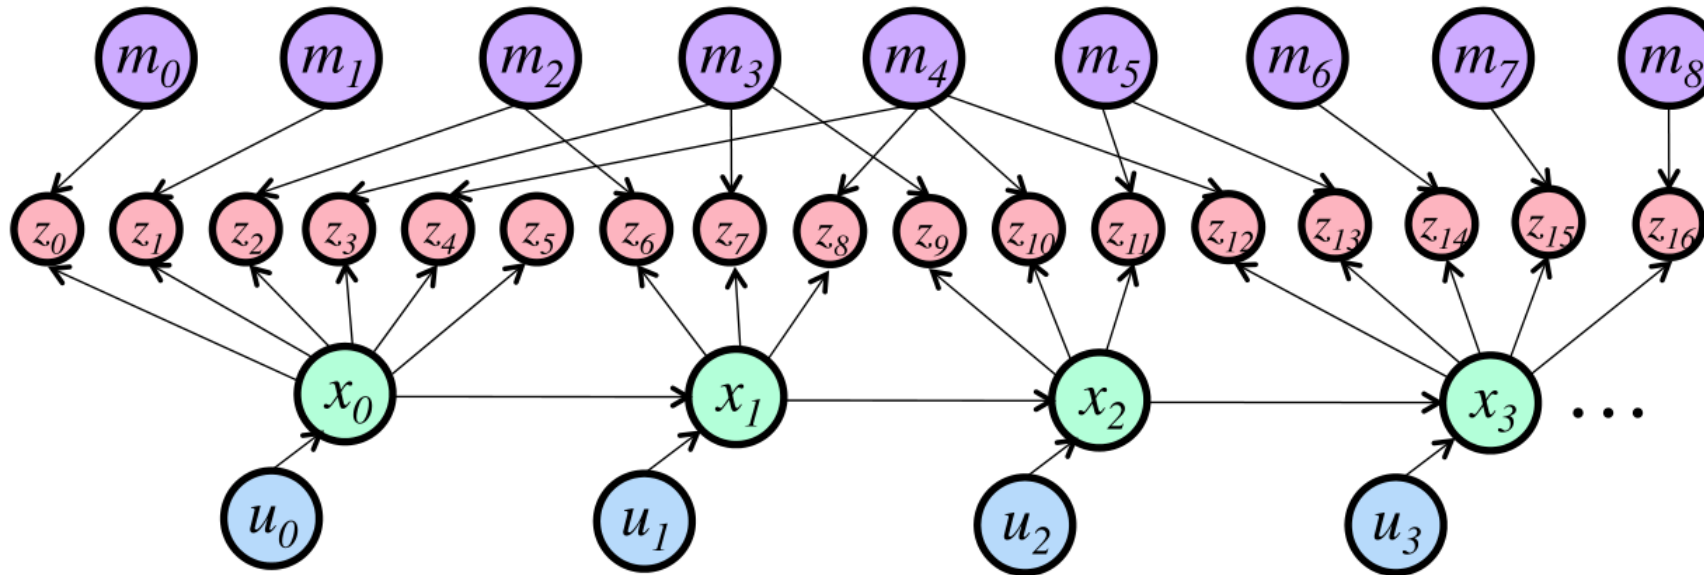 m₀ m₁ m₂ m₃ m₄ m₅ m₆ m₇ m₈
z₀ z₁ z₂ z₃ z₄ z₅ z₆ z₇ z₈ z₉ z₁₀ z₁₁ z₁₂ z₁₃ z₁₄ z₁₅ z₁₆
x₀ x₁ x₂ x₃ ...
u₀ u₁ u₂ u₃